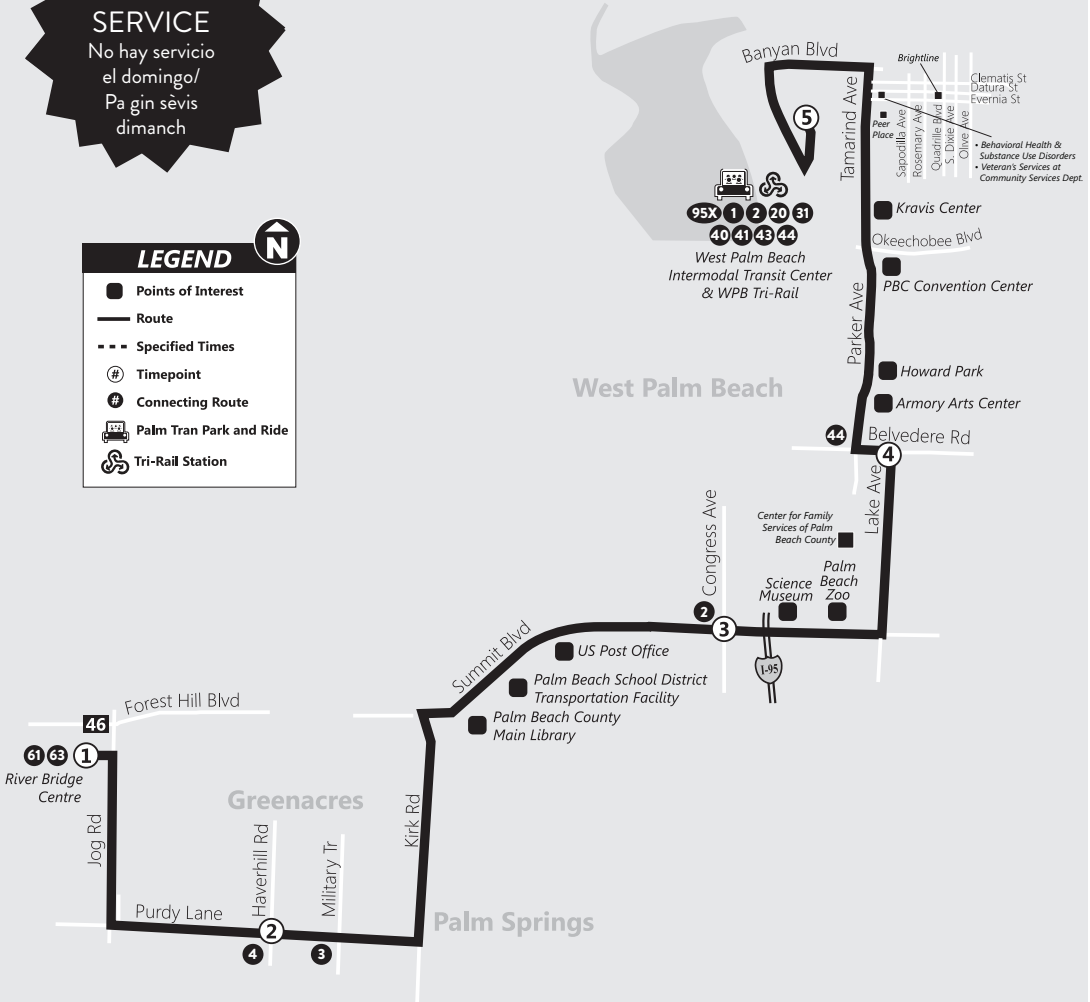 SERVICE
No hay servicio
el domingo/
Pa gin sèvis
dimanch
LEGEND
N
Points of Interest
Route
Specified Times
# Timepoint
# Connecting Route
Palm Tran Park and Ride
Tri-Rail Station
Banyan Blvd
5
Tamarind Ave
Brightline
Clematis St
Datura St
Evernia St
Peer
Place
Sapodilla Ave
Rosemary Ave
Quadrille Blvd
S. Dixie Ave
Olive Ave
• Behavioral Health &
Substance Use Disorders
• Veteran's Services at
Community Services Dept.
95X 1 2 20 31
40 41 43 44
West Palm Beach
Intermodal Transit Center
& WPB Tri-Rail
Kravis Center
Okeechobee Blvd
PBC Convention Center
Parker Ave
West Palm Beach
Howard Park
Armory Arts Center
44
Belvedere Rd
4
Lake Ave
Congress Ave
Center for Family
Services of Palm
Beach County
Science
Museum
Palm
Beach
Zoo
2
3
I-95
Summit Blvd
US Post Office
Palm Beach School District
Transportation Facility
Palm Beach County
Main Library
Forest Hill Blvd
46
61 63 1
River Bridge
Centre
Greenacres
Jog Rd
Haverhill Rd
Military Tr
Kirk Rd
Purdy Lane
2
4
3
Palm Springs